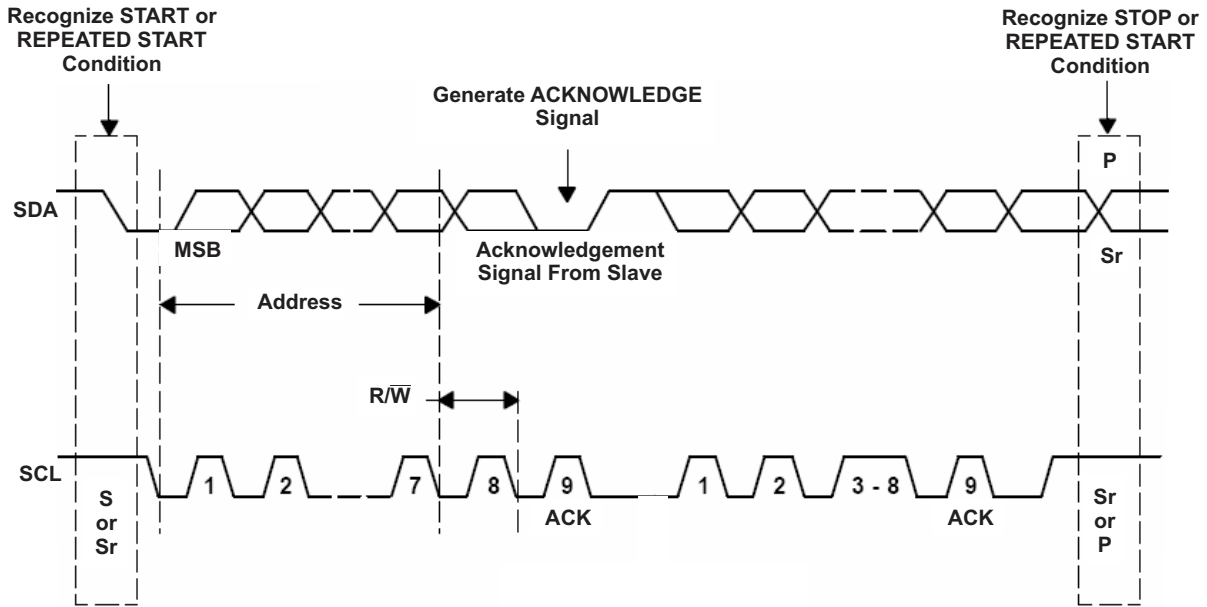 Recognize START or
REPEATED START
Condition
Recognize STOP or
REPEATED START
Condition
Generate ACKNOWLEDGE
Signal
P
SDA
MSB
Acknowledgement
Signal From Slave
Sr
Address
R/W̅
SCL
1
2
7
8
9
1
2
3 - 8
9
ACK
ACK
S
or
Sr
Sr
or
P